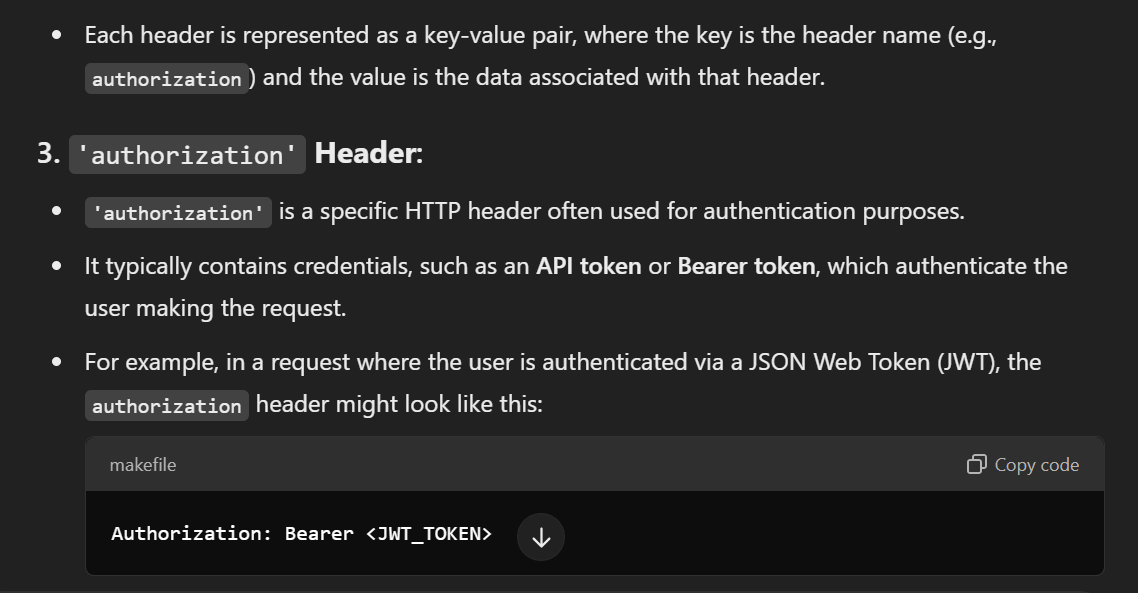 Each header is represented as a key-value pair, where the key is the header name (e.g.,
authorization) and the value is the data associated with that header.
3. 'authorization' Header:
'authorization' is a specific HTTP header often used for authentication purposes.
It typically contains credentials, such as an API token or Bearer token, which authenticate the
user making the request.
For example, in a request where the user is authenticated via a JSON Web Token (JWT), the
authorization header might look like this:
makefile Copy code
Authorization: Bearer <JWT_TOKEN>